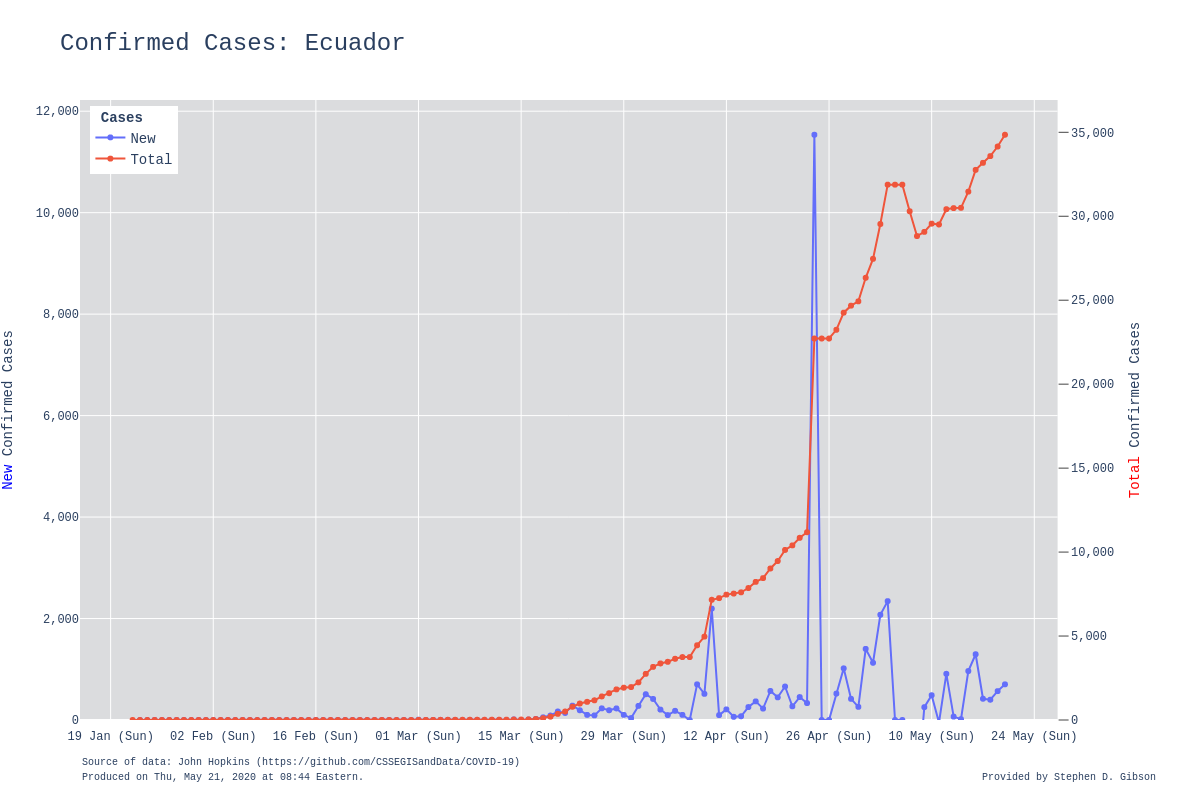 Confirmed Cases: Ecuador
Cases
New
Total
12,000
10,000
8,000
6,000
4,000
2,000
0
New Confirmed Cases
35,000
30,000
25,000
20,000
15,000
10,000
5,000
0
Total Confirmed Cases
19 Jan (Sun) 02 Feb (Sun) 16 Feb (Sun) 01 Mar (Sun) 15 Mar (Sun) 29 Mar (Sun) 12 Apr (Sun) 26 Apr (Sun) 10 May (Sun) 24 May (Sun)
Source of data: John Hopkins (https://github.com/CSSEGISandData/COVID-19)
Produced on Thu, May 21, 2020 at 08:44 Eastern.
Provided by Stephen D. Gibson